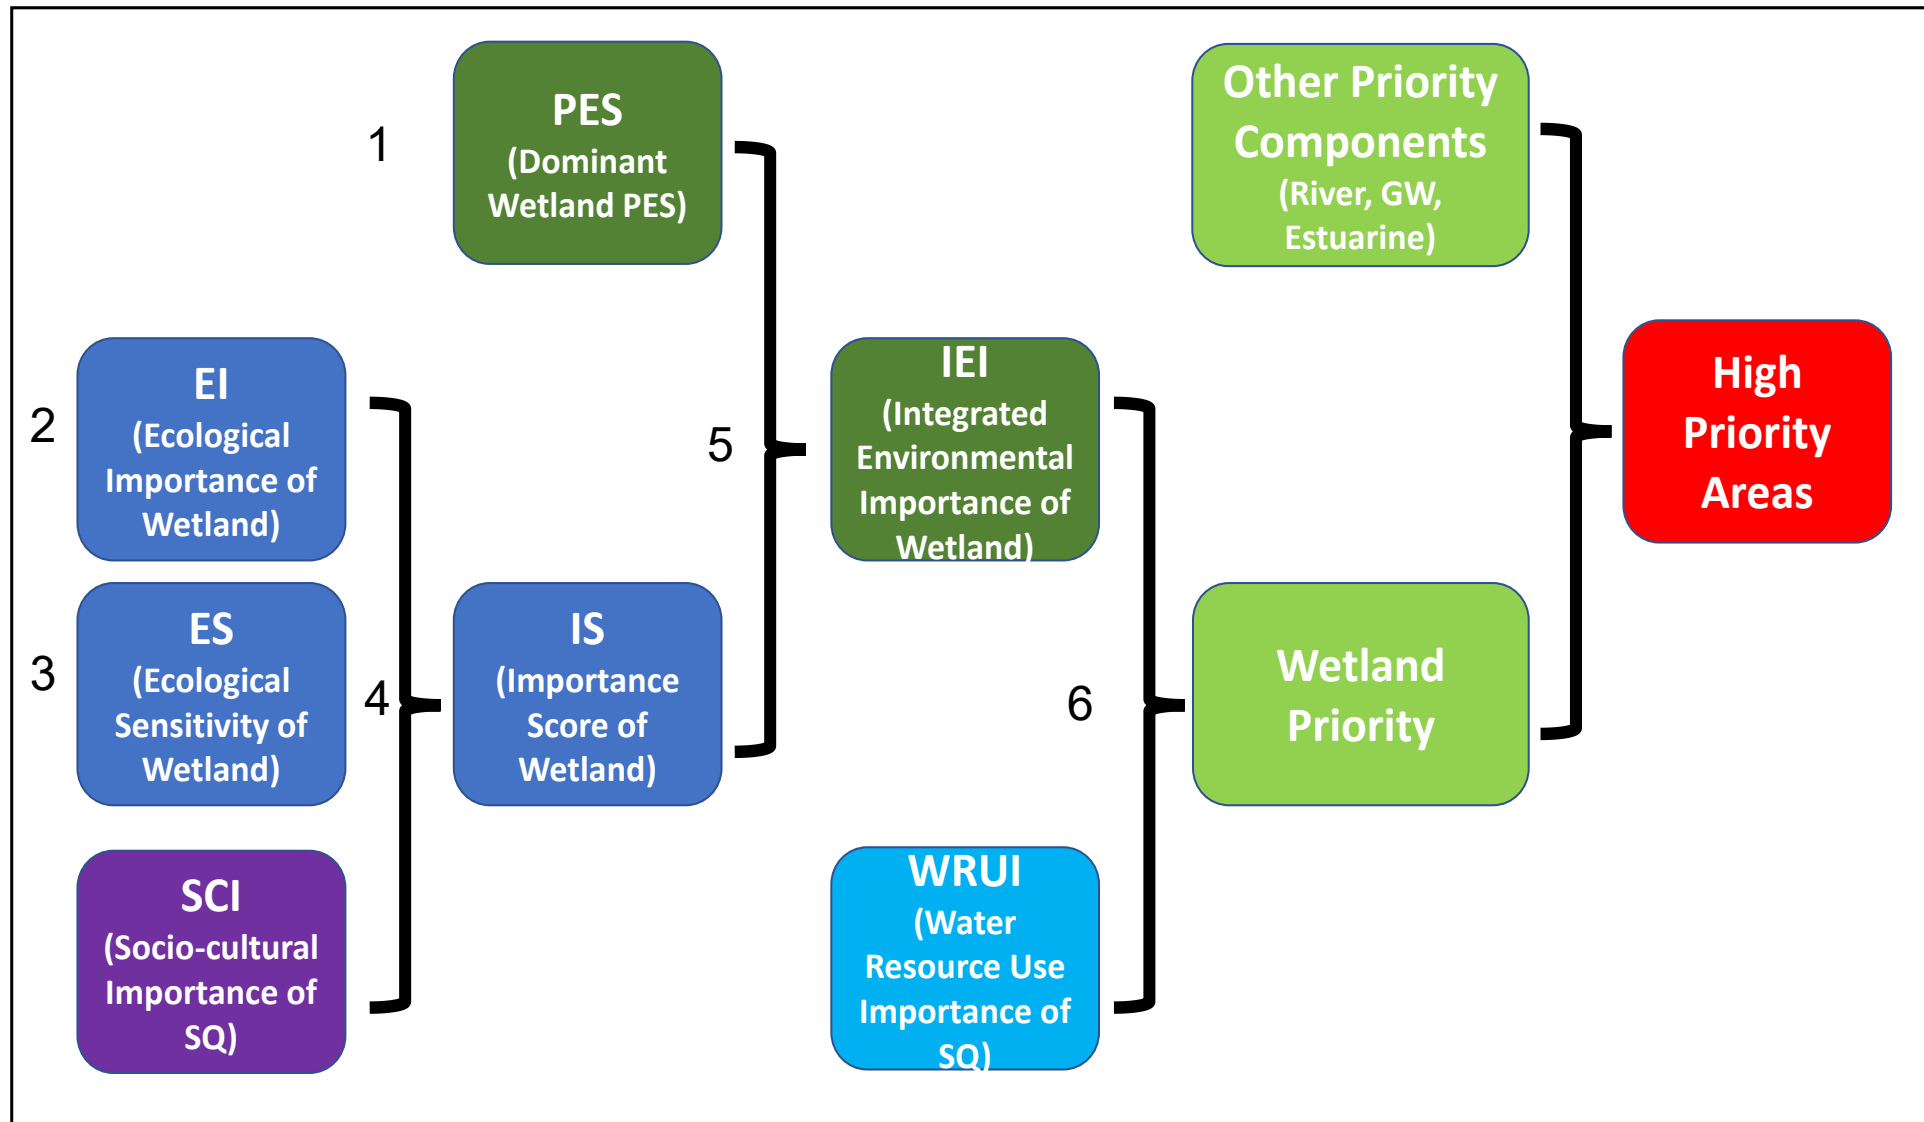 1
PES
(Dominant
Wetland PES)
Other Priority
Components
(River, GW,
Estuarine)
2
EI
(Ecological
Importance of
Wetland)
5
IEI
(Integrated
Environmental
Importance of
Wetland)
High
Priority
Areas
3
ES
(Ecological
Sensitivity of
Wetland)
4
IS
(Importance
Score of
Wetland)
6
Wetland
Priority
SCI
(Socio-cultural
Importance of
SQ)
WRUI
(Water
Resource Use
Importance of
SQ)